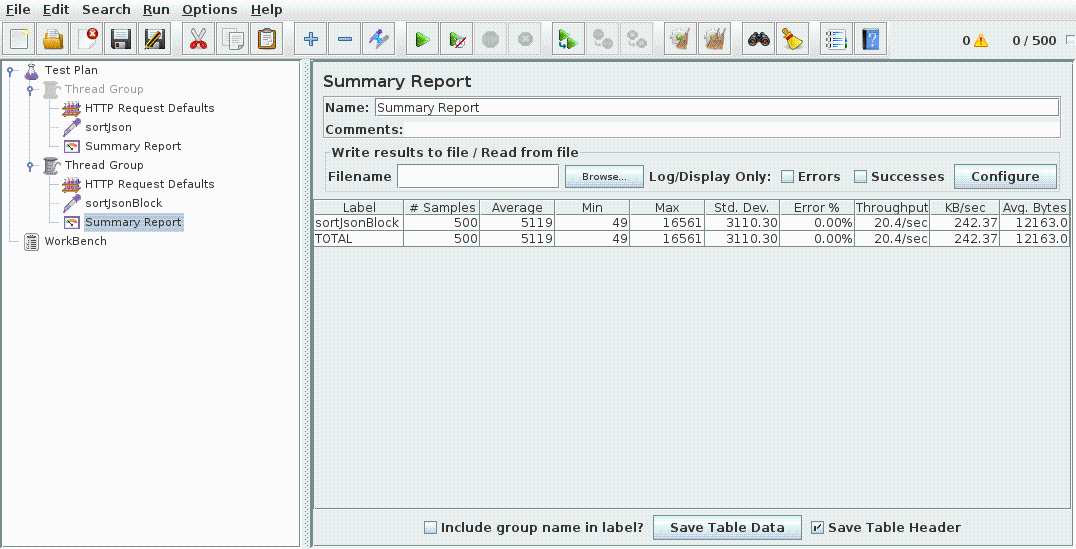 File Edit Search Run Options Help
0 0 / 500
Test Plan
Thread Group
HTTP Request Defaults
sortJson
Summary Report
Thread Group
HTTP Request Defaults
sortJsonBlock
Summary Report
WorkBench
Summary Report
Name: Summary Report
Comments:
Write results to file / Read from file
Filename Browse... Log/Display Only: Errors Successes Configure
Label # Samples Average Min Max Std. Dev. Error % Throughput KB/sec Avg. Bytes
sortJsonBlock 500 5119 49 16561 3110.30 0.00% 20.4/sec 242.37 12163.0
TOTAL 500 5119 49 16561 3110.30 0.00% 20.4/sec 242.37 12163.0
Include group name in label? Save Table Data Save Table Header